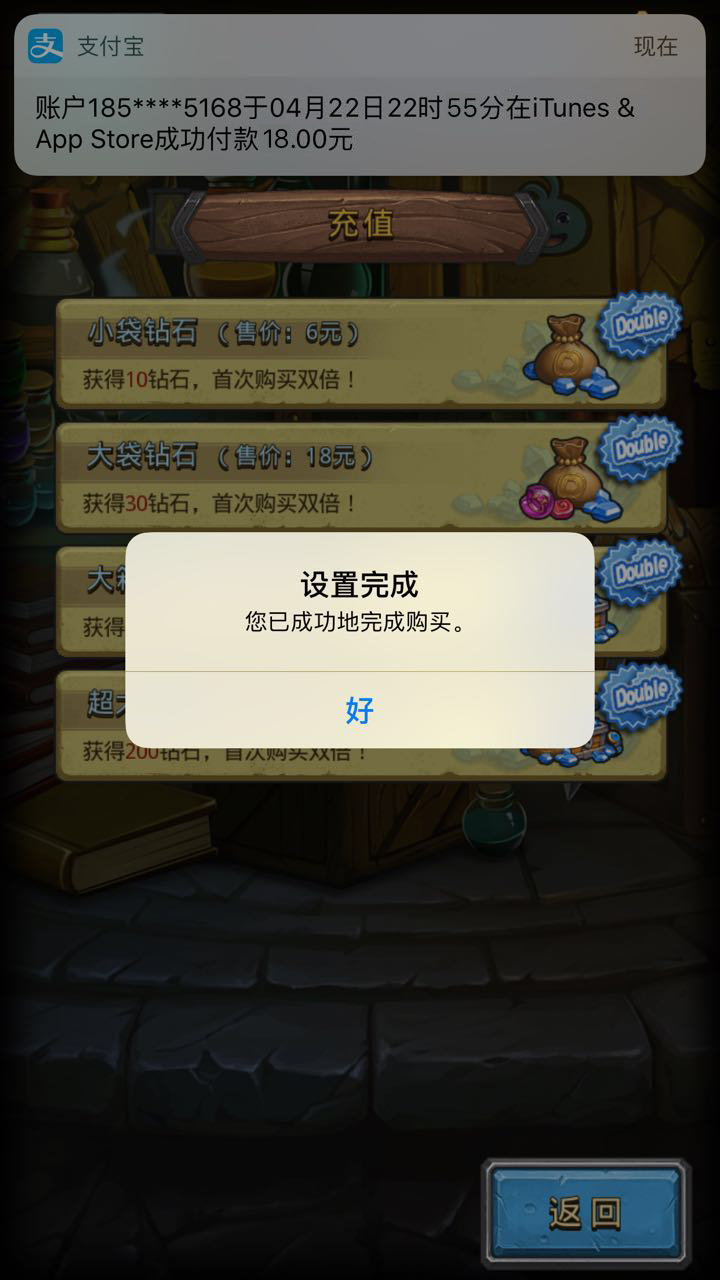 支付宝
现在
账户185****5168于04月22日22时55分在iTunes &
App Store成功付款18.00元
充值
小袋钻石（售价：6元）
Double
获得10钻石，首次购买双倍！
大袋钻石（售价：18元）
Double
获得30钻石，首次购买双倍！
大
Double
获得
设置完成
您已成功地完成购买。
好
超
Double
获得200钻石，首次购买双倍！
返回